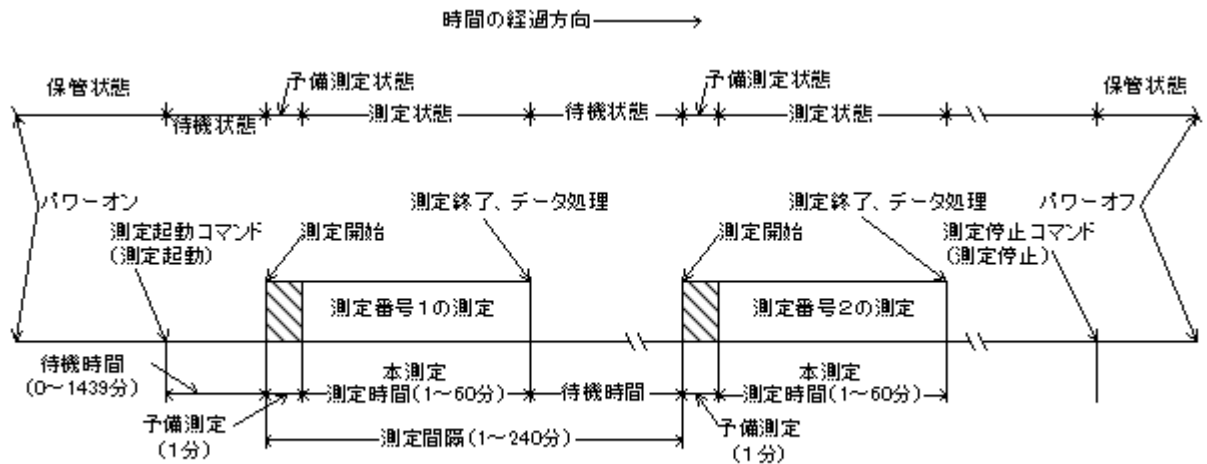 時間の経過方向
保管状態
予備測定状態
予備測定状態
保管状態
待機状態
測定状態
待機状態
測定状態
パワーオン
測定終了、データ処理
測定終了、データ処理
パワーオフ
測定起動コマンド
(測定起動)
測定開始
測定開始
測定停止コマンド
(測定停止)
測定番号1の測定
測定番号2の測定
待機時間
(0～1439分)
本測定
測定時間(1～60分)
待機時間
本測定
測定時間(1～60分)
予備測定
(1分)
測定間隔(1～240分)
予備測定
(1分)